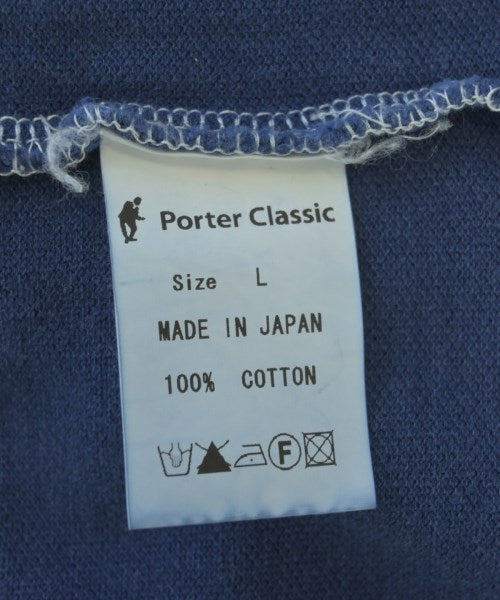 Porter Classic
Size L
MADE IN JAPAN
100% COTTON
F